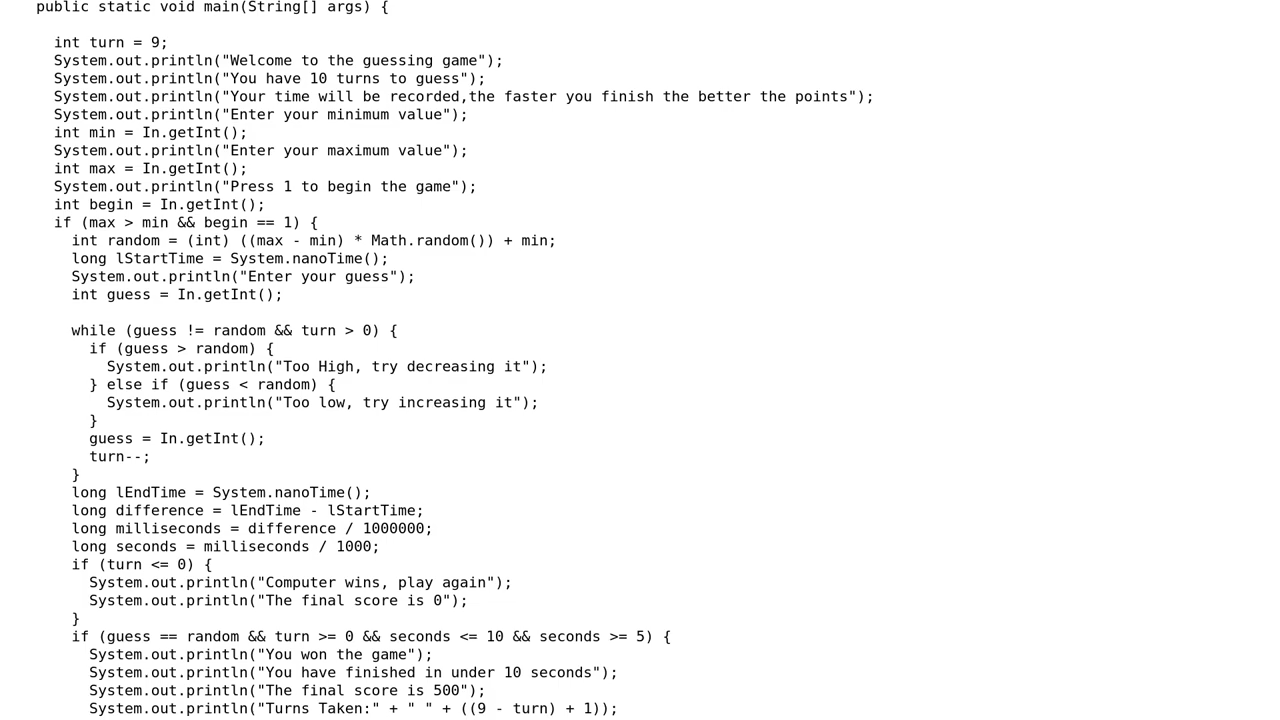 public static void main(String[] args) {
int turn = 9;
System.out.println("Welcome to the guessing game");
System.out.println("You have 10 turns to guess");
System.out.println("Your time will be recorded,the faster you finish the better the points");
System.out.println("Enter your minimum value");
int min = In.getInt();
System.out.println("Enter your maximum value");
int max = In.getInt();
System.out.println("Press 1 to begin the game");
int begin = In.getInt();
if (max > min && begin == 1) {
int random = (int) ((max - min) * Math.random()) + min;
long lStartTime = System.nanoTime();
System.out.println("Enter your guess");
int guess = In.getInt();
while (guess != random && turn > 0) {
if (guess > random) {
System.out.println("Too High, try decreasing it");
} else if (guess < random) {
System.out.println("Too low, try increasing it");
}
guess = In.getInt();
turn--;
}
long lEndTime = System.nanoTime();
long difference = lEndTime - lStartTime;
long milliseconds = difference / 1000000;
long seconds = milliseconds / 1000;
if (turn <= 0) {
System.out.println("Computer wins, play again");
System.out.println("The final score is 0");
}
if (guess == random && turn >= 0 && seconds <= 10 && seconds >= 5) {
System.out.println("You won the game");
System.out.println("You have finished in under 10 seconds");
System.out.println("The final score is 500");
System.out.println("Turns Taken:" + " " + ((9 - turn) + 1));